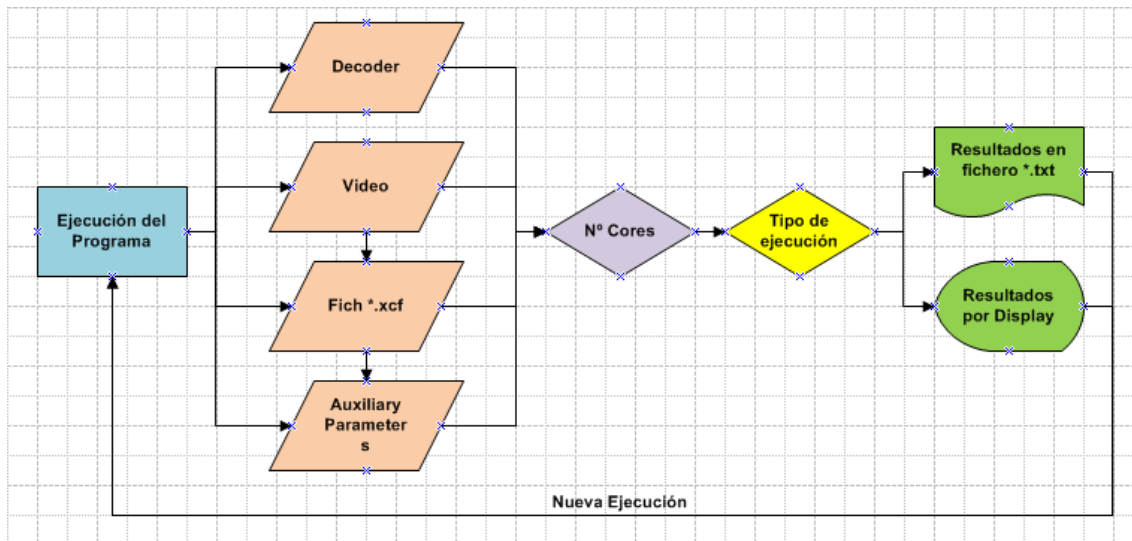 Decoder
Video
Ejecución del
Programa
Fich *.xcf
Auxiliary
Parameter
s
Nº Cores
Tipo de
ejecución
Resultados en
fichero *.txt
Resultados
por Display
Nueva Ejecución